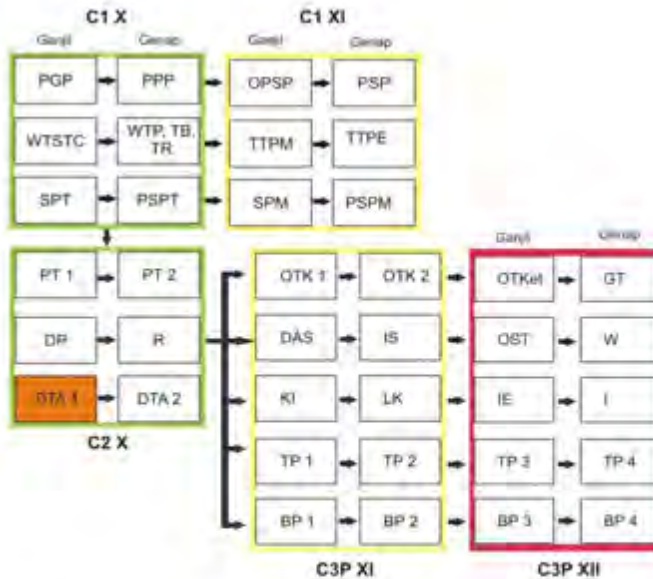 C1 X
C1 XI
Ganjil Genap Ganjil Genap
PGP PPP OPSP PSP
WTSTC WTP, TB, TR TTPM TTPE
SPT PSPT SPM PSPM
Ganjil Genap
PT 1 PT 2 OTK 1 OTK 2 OTKet GT
DP R DAS IS OST W
DTA 1 DTA 2 KI LK IE I
C2 X
TP 1 TP 2 TP 3 TP 4
BP 1 BP 2 BP 3 BP 4
C3P XI C3P XII